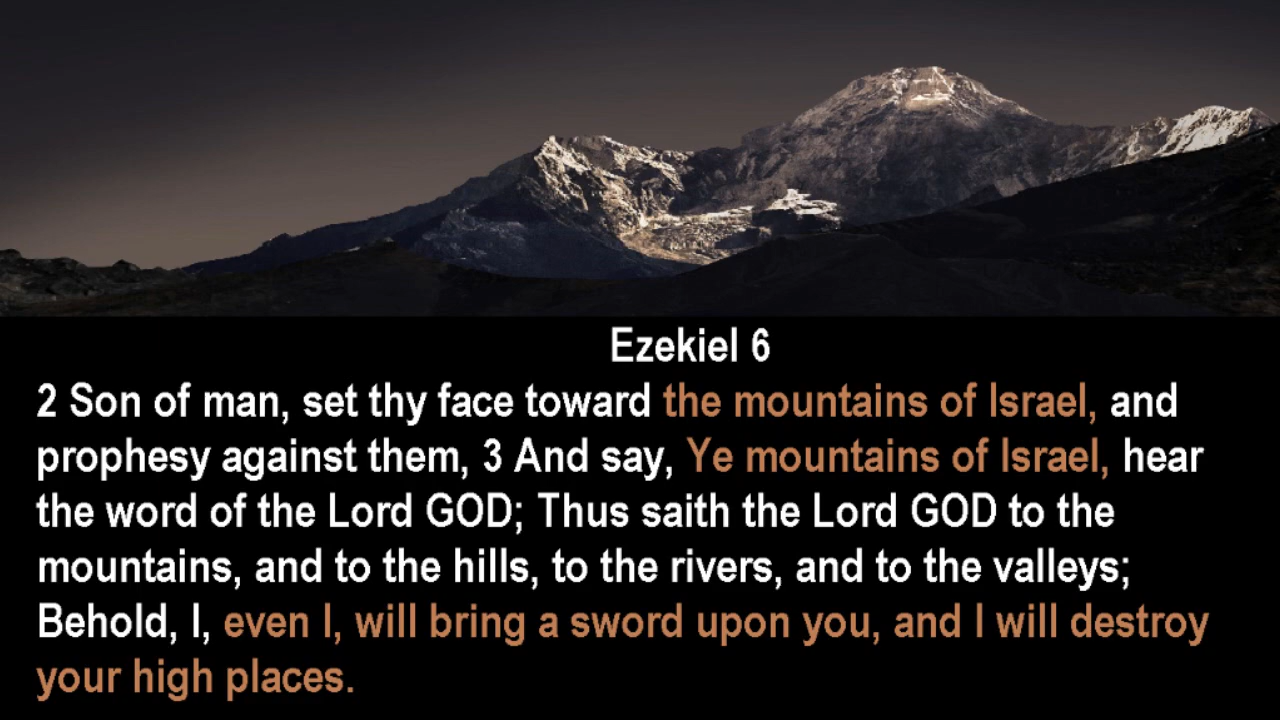 Ezekiel 6
2 Son of man, set thy face toward the mountains of Israel, and
prophesy against them, 3 And say, Ye mountains of Israel, hear
the word of the Lord GOD; Thus saith the Lord GOD to the
mountains, and to the hills, to the rivers, and to the valleys;
Behold, I, even I, will bring a sword upon you, and I will destroy
your high places.